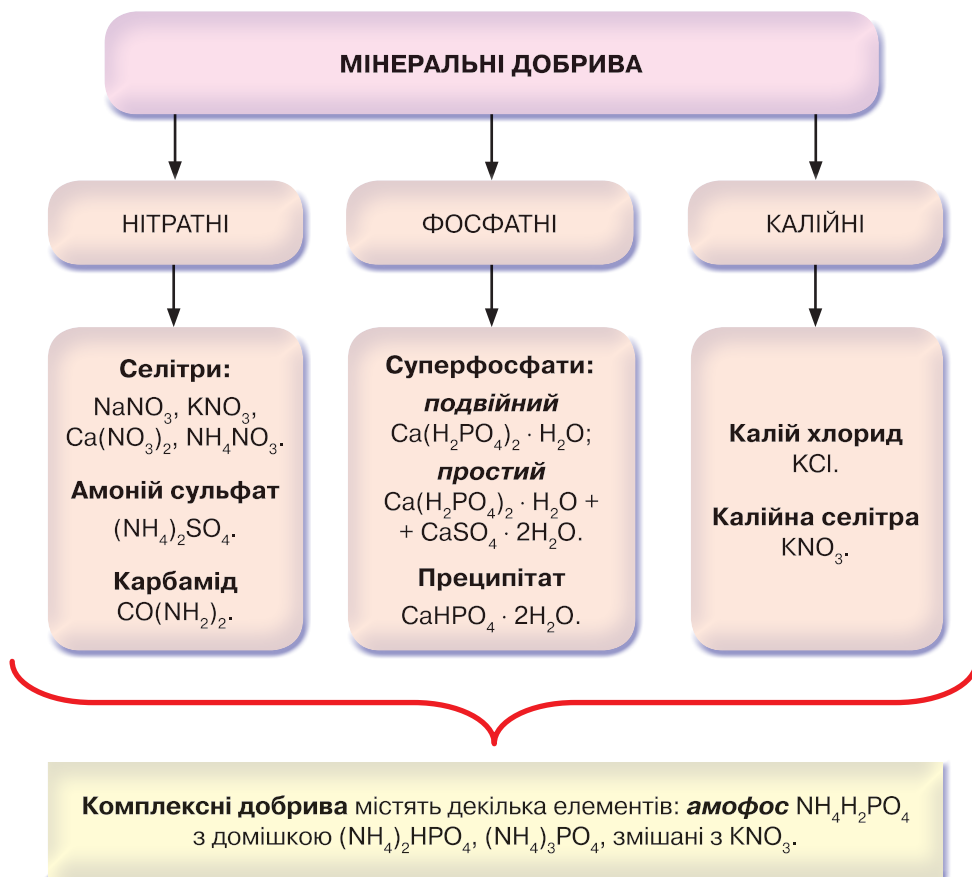 МІНЕРАЛЬНІ ДОБРИВА
НІТРАТНІ
ФОСФАТНІ
КАЛІЙНІ
Селітри:
NaNO₃, KNO₃,
Ca(NO₃)₂, NH₄NO₃.
Амоній сульфат
(NH₄)₂SO₄.
Карбамід
CO(NH₂)₂.
Суперфосфати:
подвійний
Ca(H₂PO₄)₂ · H₂O;
простий
Ca(H₂PO₄)₂ · H₂O +
+ CaSO₄ · 2H₂O.
Преципітат
CaHPO₄ · 2H₂O.
Калій хлорид
KCl.
Калійна селітра
KNO₃.
Комплексні добрива містять декілька елементів: амофос NH₄H₂PO₄
з домішкою (NH₄)₂HPO₄, (NH₄)₃PO₄, змішані з KNO₃.